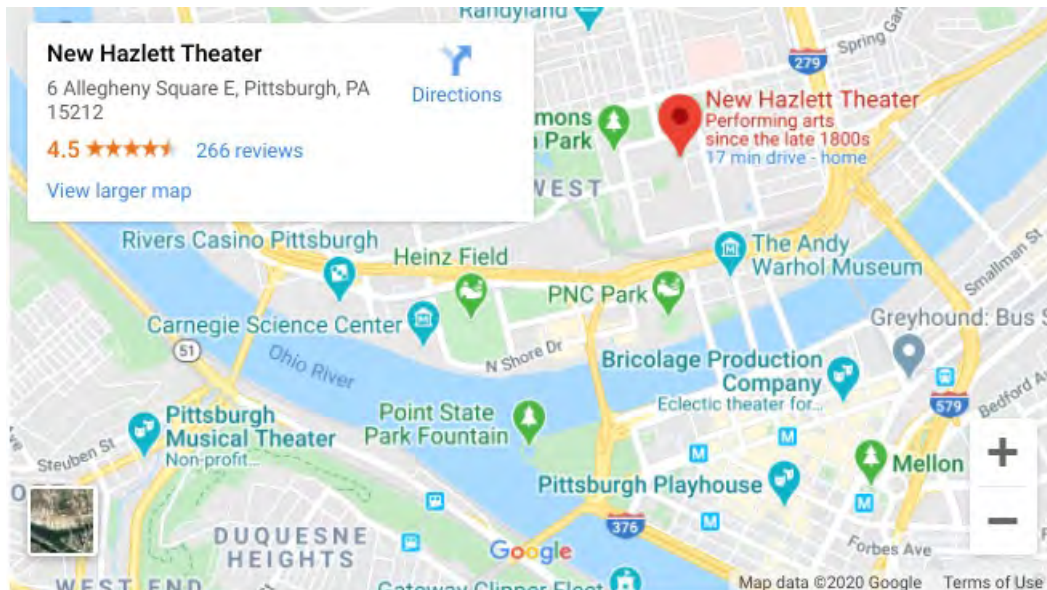 Randyland
New Hazlett Theater
6 Allegheny Square E, Pittsburgh, PA
15212
Directions
4.5
266 reviews
View larger map
279
Spring
New Hazlett Theater
Performing arts
since the late 1800s
17 min drive - home
mons
Park
WEST
Rivers Casino Pittsburgh
Heinz Field
The Andy
Warhol Museum
PNC Park
Smallman St
Carnegie Science Center
Greyhound: Bus S
N Shore Dr
51
Ohio River
Bricolage Production
Company
Eclectic theater for...
579
Bedford
Point State
Park Fountain
Pittsburgh
Musical Theater
Non-profit...
Steuben St
M
M
M
M
Mellon
Pittsburgh Playhouse
376
+
−
DUQUESNE
HEIGHTS
Google
Forbes Ave
WEST END
Gateway Clipper Fleet
Map data ©2020 Google
Terms of Use